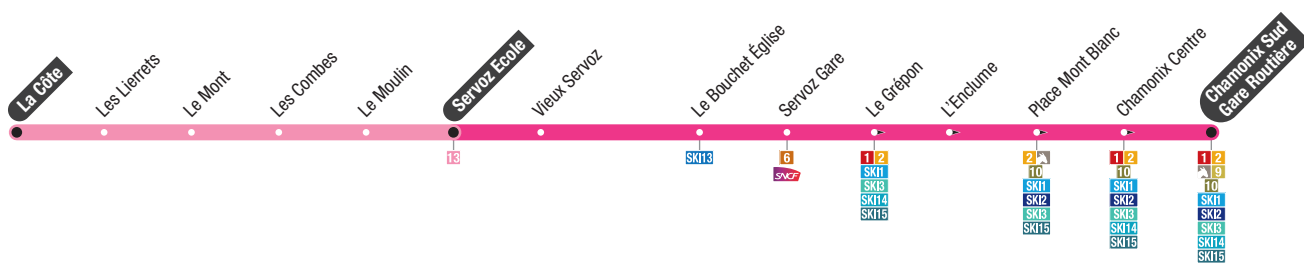 La Côte
Les Lierrets
Le Mont
Les Combes
Le Moulin
Servoz Ecole
Vieux Servoz
Le Bouchet Église
Servoz Gare
Le Grépon
L'Enclume
Place Mont Blanc
Chamonix Centre
Chamonix Sud
Gare Routière
13
SKI13
6
SNCF
1 2
SKI1
SKI3
SKI14
SKI15
2
10
SKI1
SKI2
SKI3
SKI15
1 2
10
SKI1
SKI2
SKI3
SKI14
SKI15
1 2
9
10
SKI1
SKI2
SKI3
SKI14
SKI15